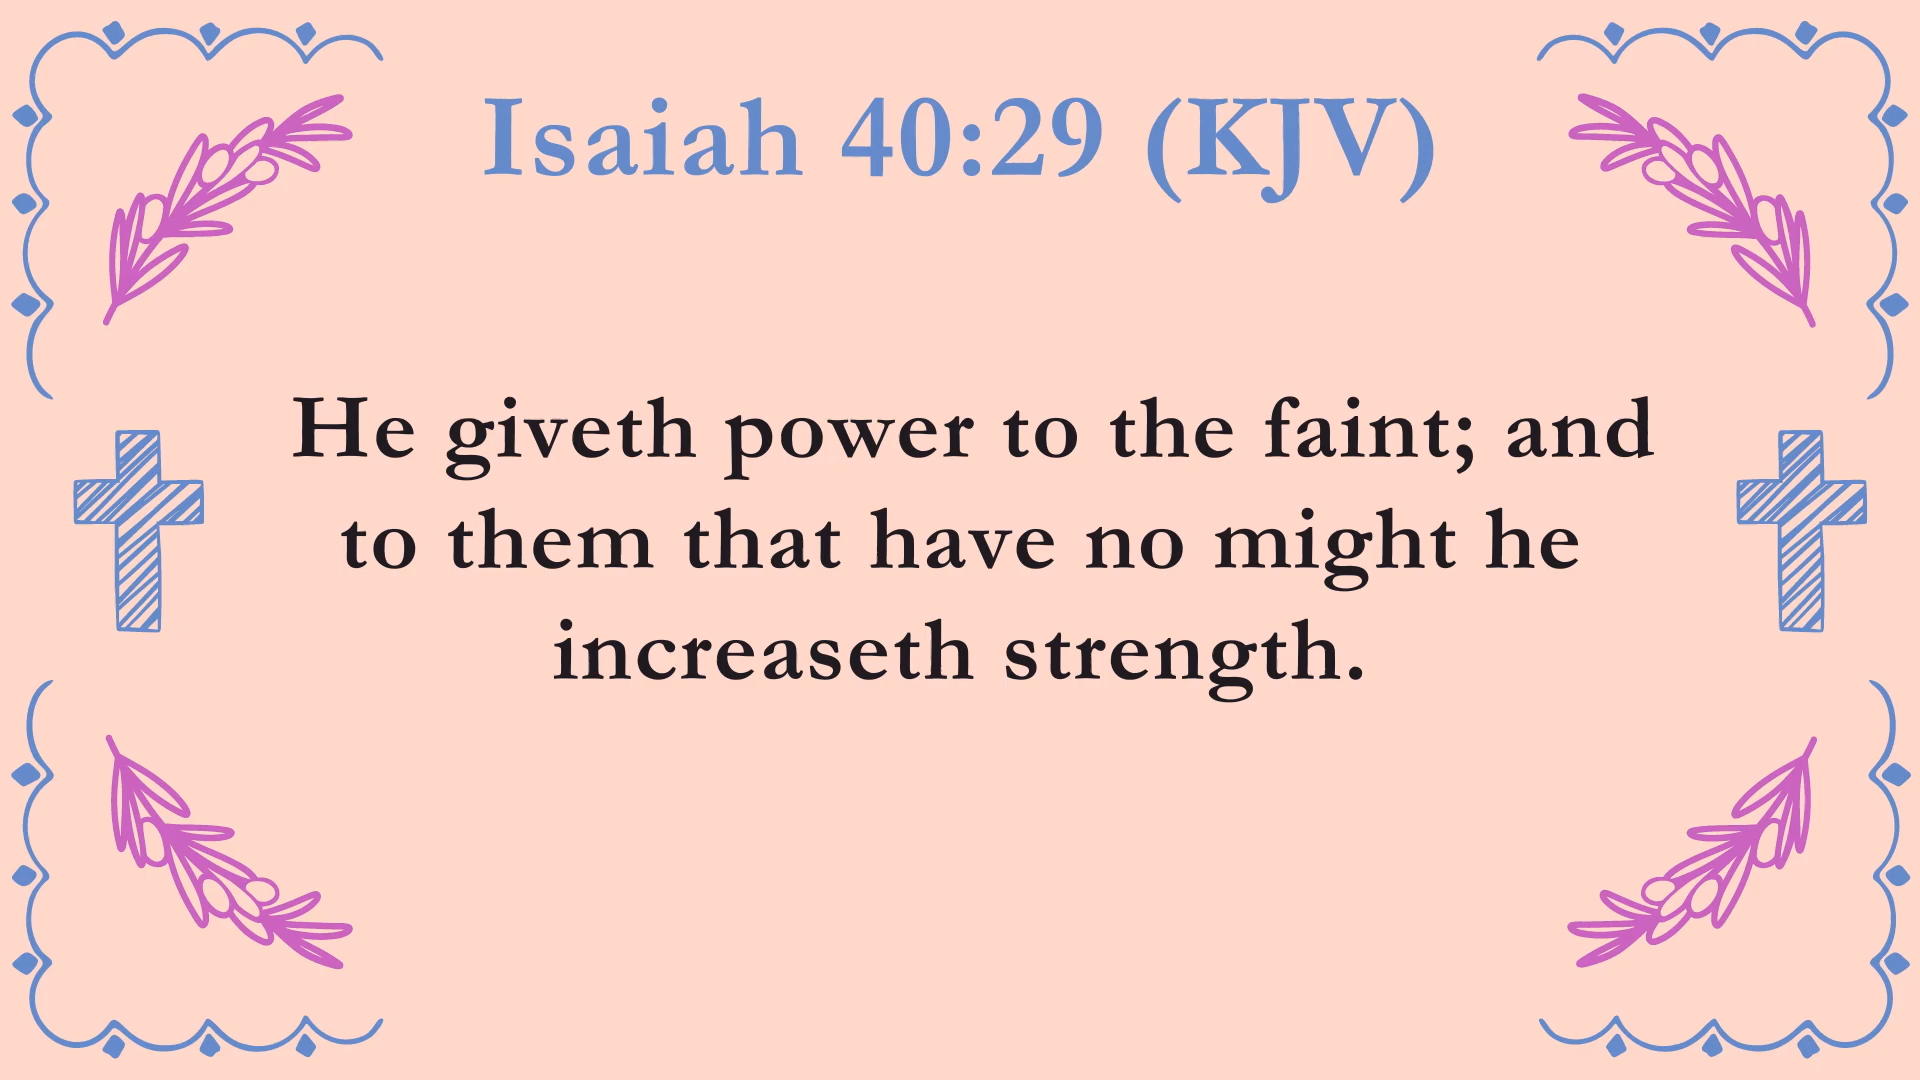 Isaiah 40:29 (KJV)
He giveth power to the faint; and
to them that have no might he
increaseth strength.